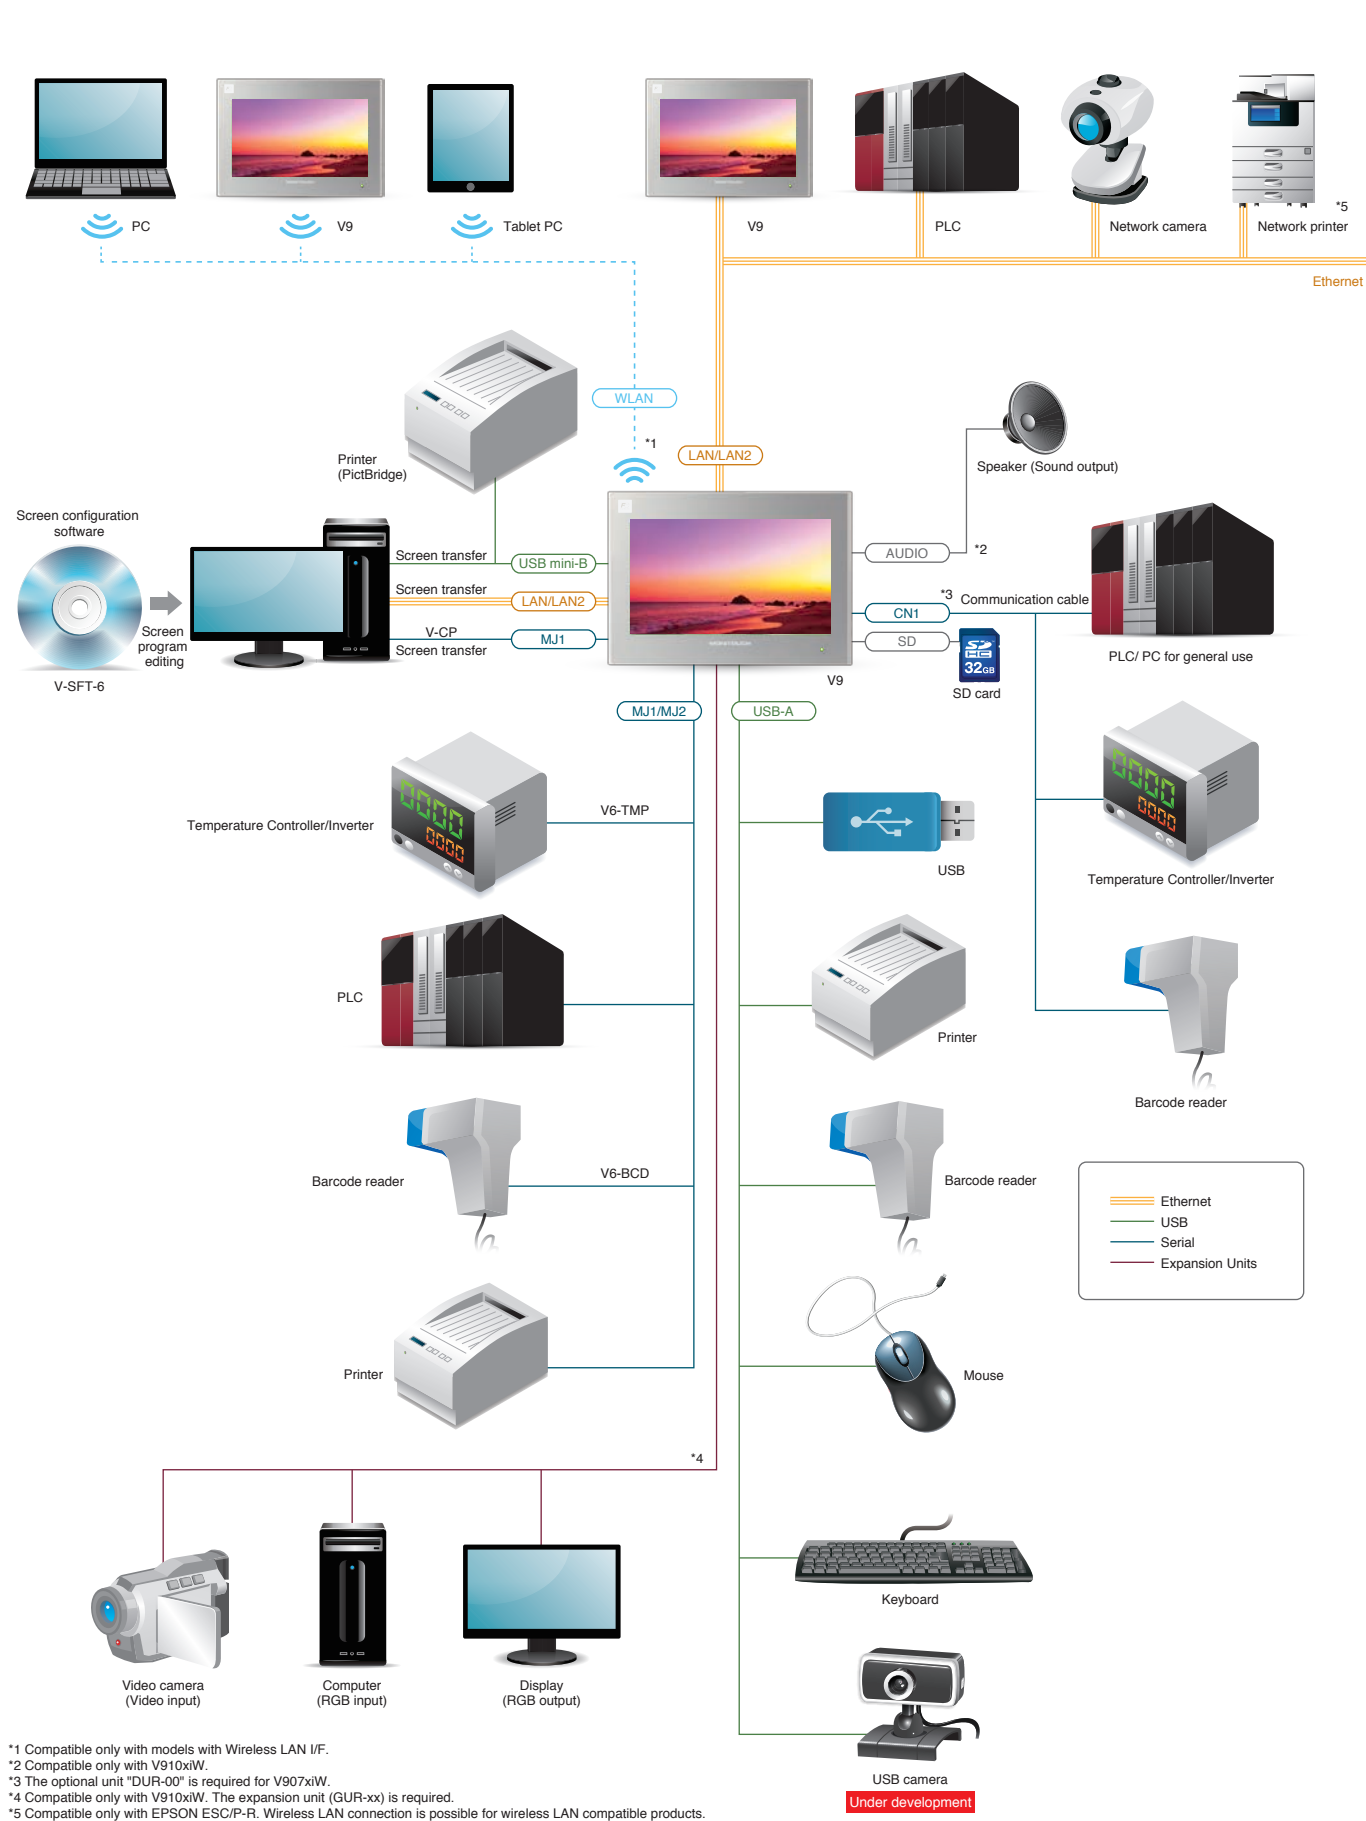 PC
V9
Tablet PC
V9
PLC
Network camera
*5
Network printer
Ethernet
WLAN
*1
LAN/LAN2
Printer
(PictBridge)
Speaker (Sound output)
Screen configuration
software
Screen transfer
USB mini-B
AUDIO
*2
Screen transfer
LAN/LAN2
*3
Communication cable
CN1
Screen
program
editing
V-CP
Screen transfer
MJ1
SD
32GB
PLC/ PC for general use
V-SFT-6
V9
SD card
MJ1/MJ2
USB-A
Temperature Controller/Inverter
0000
0000
V6-TMP
USB
0000
0000
Temperature Controller/Inverter
PLC
Printer
Barcode reader
Barcode reader
V6-BCD
Barcode reader
Ethernet
USB
Serial
Expansion Units
Printer
Mouse
*4
Keyboard
Video camera
(Video input)
Computer
(RGB input)
Display
(RGB output)
USB camera
Under development
*1 Compatible only with models with Wireless LAN I/F.
*2 Compatible only with V910xiW.
*3 The optional unit "DUR-00" is required for V907xiW.
*4 Compatible only with V910xiW. The expansion unit (GUR-xx) is required.
*5 Compatible only with EPSON ESC/P-R. Wireless LAN connection is possible for wireless LAN compatible products.